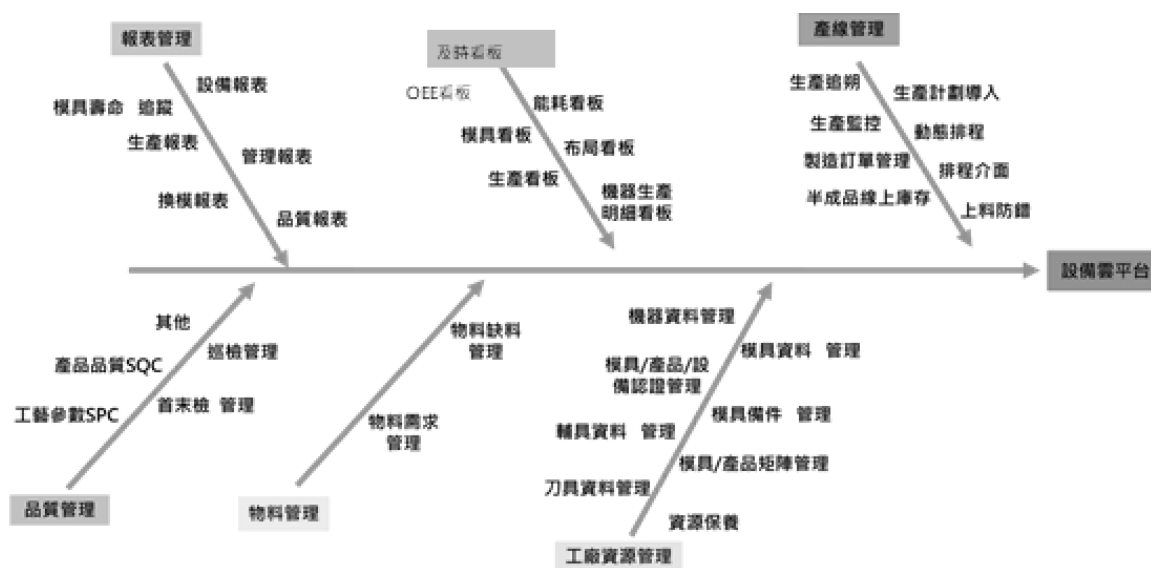 報表管理
設備報表
模具壽命 追蹤
生產報表
管理報表
換模報表
品質報表
及時看板
OEE看板
能耗看板
模具看板
布局看板
生產看板
機器生產
明細看板
產線管理
生產追朔
生產計劃導入
生產監控
動態排程
製造訂單管理
排程介面
半成品線上庫存
上料防錯
設備雲平台
其他
巡檢管理
產品品質SQC
首末檢 管理
工藝參數SPC
品質管理
物料缺料
管理
物料需求
管理
物料管理
機器資料管理
模具資料 管理
模具/產品/設
備認證管理
模具備件 管理
輔具資料 管理
模具/產品矩陣管理
刀具資料管理
資源保養
工廠資源管理